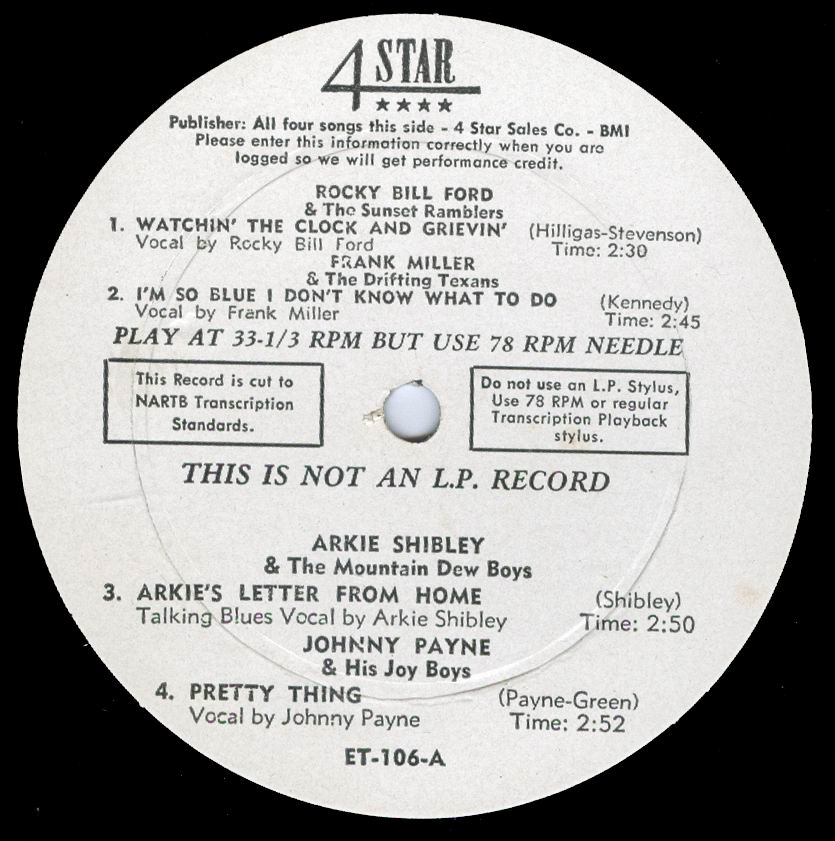 4 STAR
★★★★
Publisher: All four songs this side - 4 Star Sales Co. - BMI
Please enter this information correctly when you are
logged so we will get performance credit.
ROCKY BILL FORD
& The Sunset Ramblers
1. WATCHIN' THE CLOCK AND GRIEVIN' (Hilligas-Stevenson)
Vocal by Rocky Bill Ford Time: 2:30
FRANK MILLER
& The Drifting Texans
2. I'M SO BLUE I DON'T KNOW WHAT TO DO (Kennedy)
Vocal by Frank Miller Time: 2:45
PLAY AT 33-1/3 RPM BUT USE 78 RPM NEEDLE
This Record is cut to
NARTB Transcription
Standards.
Do not use an L.P. Stylus,
Use 78 RPM or regular
Transcription Playback
stylus.
THIS IS NOT AN L.P. RECORD
ARKIE SHIBLEY
& The Mountain Dew Boys
3. ARKIE'S LETTER FROM HOME (Shibley)
Talking Blues Vocal by Arkie Shibley Time: 2:50
JOHNNY PAYNE
& His Joy Boys
4. PRETTY THING (Payne-Green)
Vocal by Johnny Payne Time: 2:52
ET-106-A